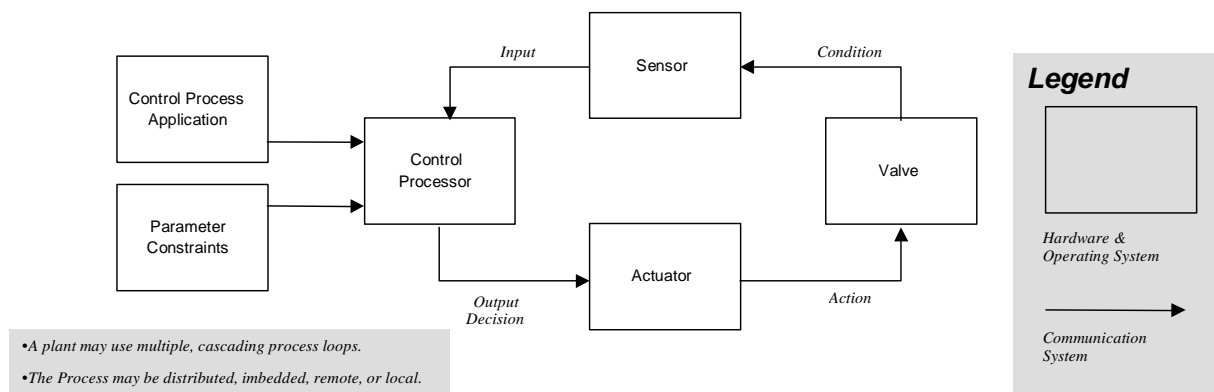 Input
Sensor
Condition
Control Process
Application
Control
Processor
Valve
Parameter
Constraints
Output
Decision
Actuator
Action
•A plant may use multiple, cascading process loops.
•The Process may be distributed, imbedded, remote, or local.
Legend
Hardware &
Operating System
Communication
System